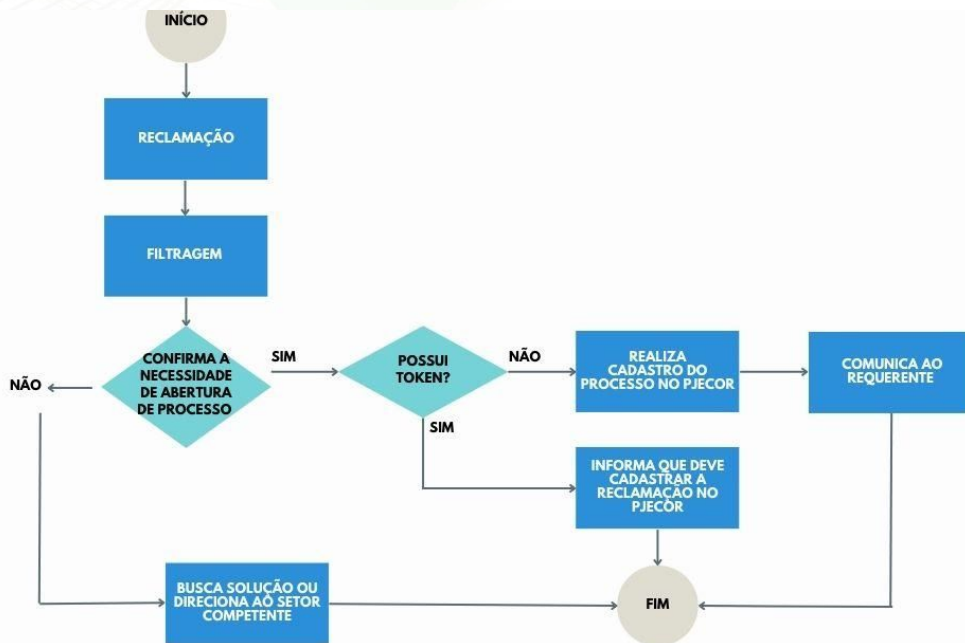 INÍCIO
RECLAMAÇÃO
FILTRAGEM
CONFIRMA A
NECESSIDADE
DE ABERTURA
DE PROCESSO
SIM
NÃO
POSSUI
TOKEN?
NÃO
SIM
REALIZA
CADASTRO DO
PROCESSO NO PJECOR
COMUNICA AO
REQUERENTE
INFORMA QUE DEVE
CADASTRAR A
RECLAMAÇÃO NO
PJECOR
BUSCA SOLUÇÃO OU
DIRECIONA AO SETOR
COMPETENTE
FIM